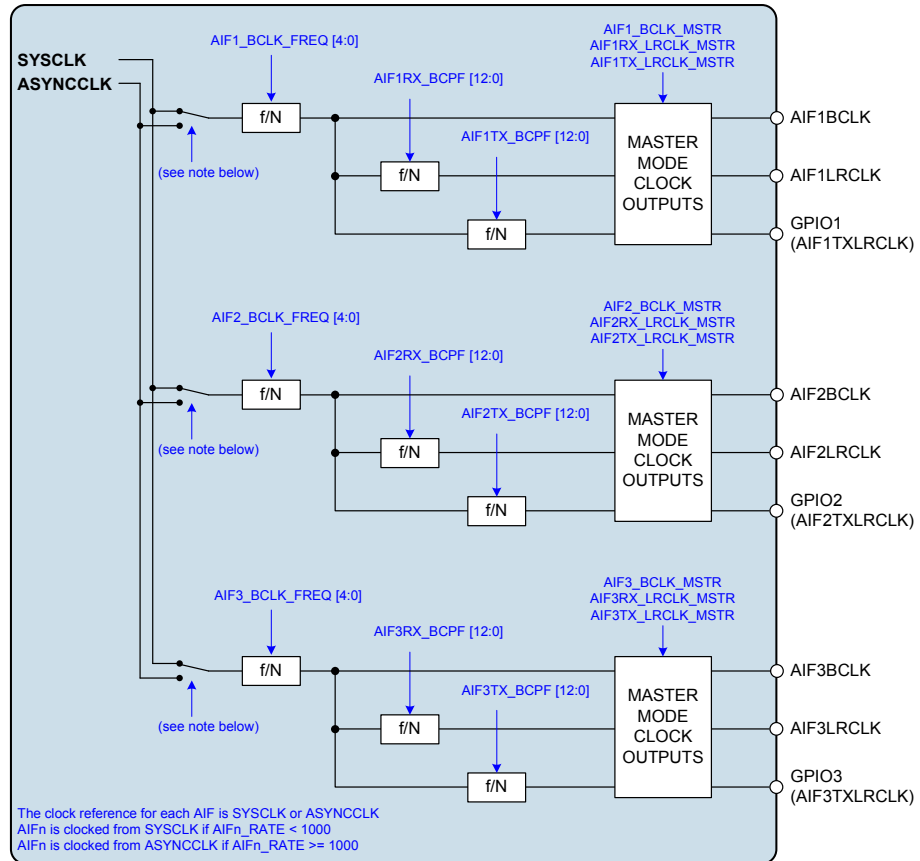 AIF1_BCLK_MSTR
AIF1RX_LRCLK_MSTR
AIF1TX_LRCLK_MSTR
AIF1_BCLK_FREQ [4:0]
SYSCLK
ASYNCCLK
AIF1RX_BCPF [12:0]
f/N
AIF1BCLK
AIF1TX_BCPF [12:0]
MASTER
MODE
CLOCK
OUTPUTS
(see note below)
f/N
AIF1LRCLK
f/N
GPIO1
(AIF1TXLRCLK)
AIF2_BCLK_MSTR
AIF2RX_LRCLK_MSTR
AIF2TX_LRCLK_MSTR
AIF2_BCLK_FREQ [4:0]
AIF2RX_BCPF [12:0]
f/N
AIF2BCLK
AIF2TX_BCPF [12:0]
MASTER
MODE
CLOCK
OUTPUTS
(see note below)
f/N
AIF2LRCLK
f/N
GPIO2
(AIF2TXLRCLK)
AIF3_BCLK_MSTR
AIF3RX_LRCLK_MSTR
AIF3TX_LRCLK_MSTR
AIF3_BCLK_FREQ [4:0]
AIF3RX_BCPF [12:0]
f/N
AIF3BCLK
AIF3TX_BCPF [12:0]
MASTER
MODE
CLOCK
OUTPUTS
(see note below)
f/N
AIF3LRCLK
f/N
GPIO3
(AIF3TXLRCLK)
The clock reference for each AIF is SYSCLK or ASYNCCLK
AIFn is clocked from SYSCLK if AIFn_RATE < 1000
AIFn is clocked from ASYNCCLK if AIFn_RATE >= 1000